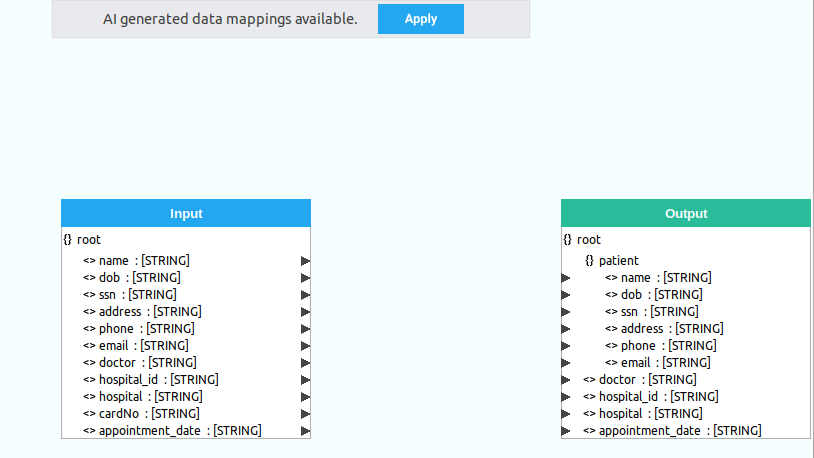 AI generated data mappings available. Apply
Input
{} root
<> name : [STRING]
<> dob : [STRING]
<> ssn : [STRING]
<> address : [STRING]
<> phone : [STRING]
<> email : [STRING]
<> doctor : [STRING]
<> hospital_id : [STRING]
<> hospital : [STRING]
<> cardNo : [STRING]
<> appointment_date : [STRING]
Output
{} root
{} patient
<> name : [STRING]
<> dob : [STRING]
<> ssn : [STRING]
<> address : [STRING]
<> phone : [STRING]
<> email : [STRING]
<> doctor : [STRING]
<> hospital_id : [STRING]
<> hospital : [STRING]
<> appointment_date : [STRING]